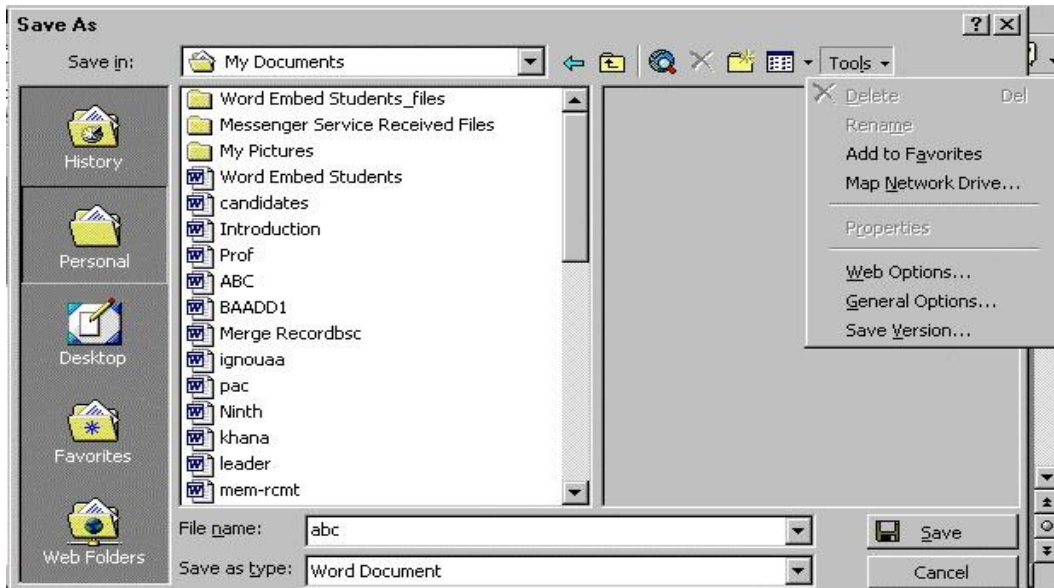 Save As
Save in:
My Documents
Tools
History
Personal
Desktop
Favorites
Web Folders
Word Embed Students_files
Messenger Service Received Files
My Pictures
Word Embed Students
candidates
Introduction
Prof
ABC
BAADD1
Merge Recordbsc
ignouaa
pac
Ninth
khana
leader
mem-rcmt
Delete Del
Rename
Add to Favorites
Map Network Drive...
Properties
Web Options...
General Options...
Save Version...
File name: abc
Save
Save as type: Word Document
Cancel